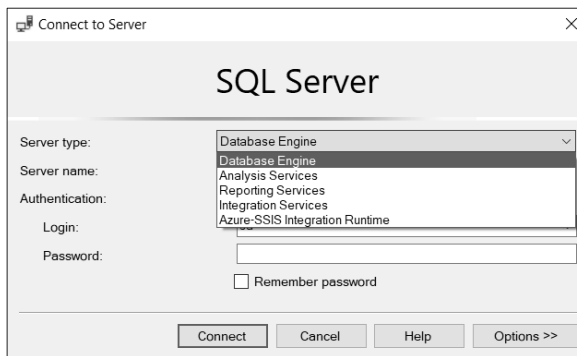 Connect to Server
SQL Server
Server type:
Database Engine
Database Engine
Analysis Services
Reporting Services
Integration Services
Azure-SSIS Integration Runtime
Server name:
Authentication:
Login:
Password:
Remember password
Connect
Cancel
Help
Options >>